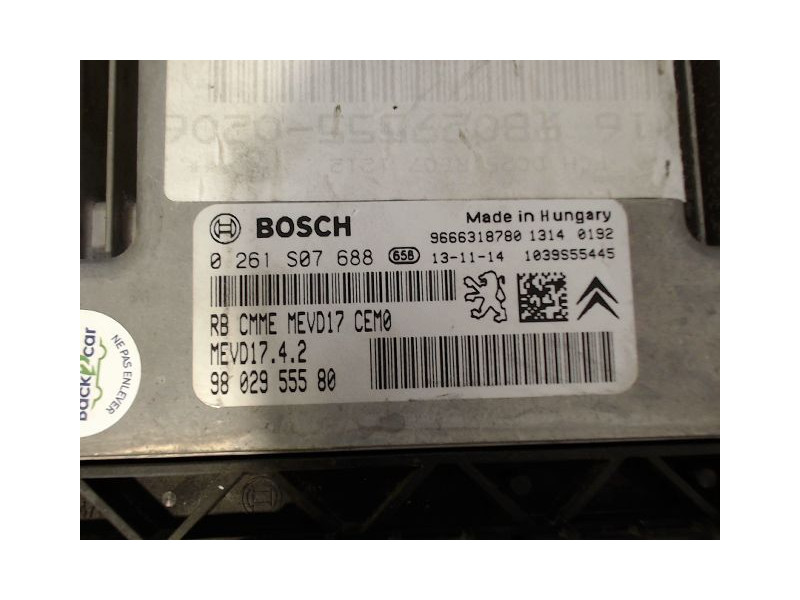 BOSCH
Made in Hungary
9666318780 1314 0192
0 261 S07 688 658 13-11-14 1039S55445
RB CMME MEVD17 CEM0
MEVD17.4.2
98 029 555 80
Back2car
NE PAS ENLEVER